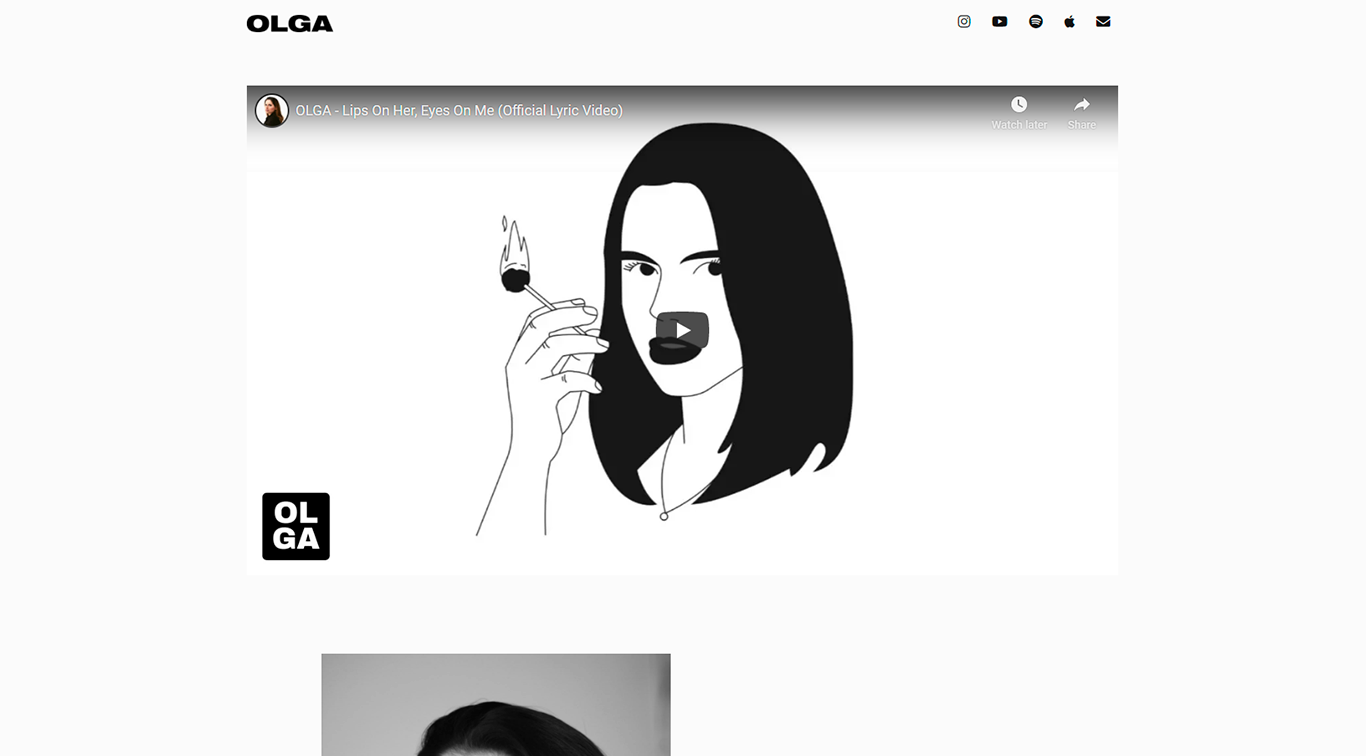 OLGA
OLGA - Lips On Her, Eyes On Me (Official Lyric Video)
Watch later
Share
OL
GA